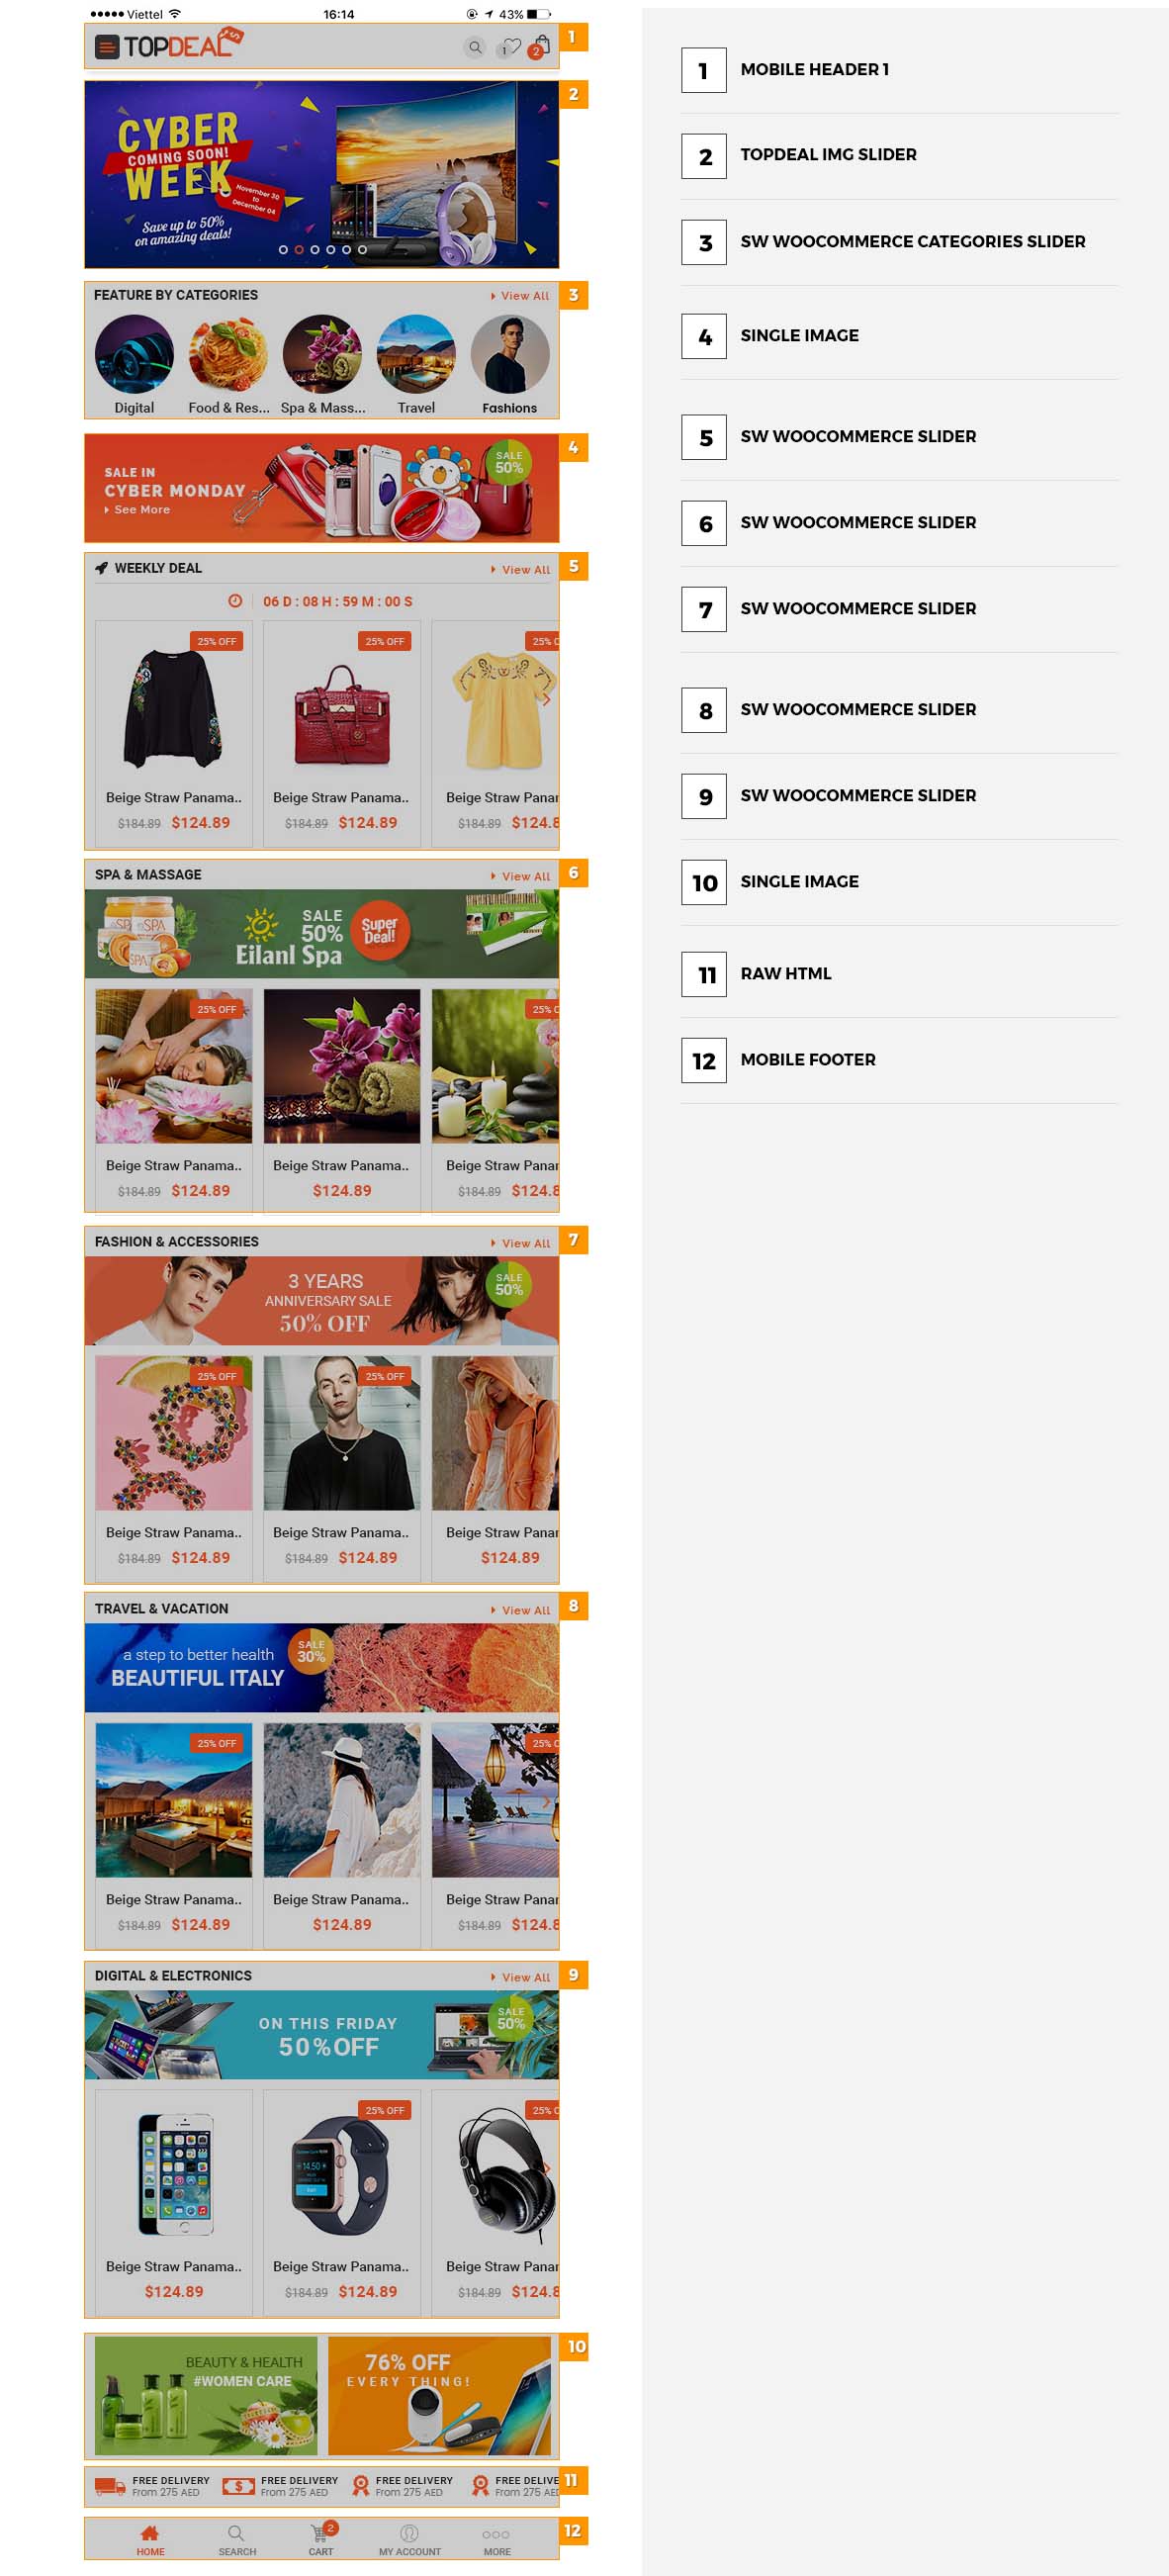 Viettel 16:14 43%
TOPDEAL 1 2
1
2
CYBER
COMING SOON!
WEEK
November 30
to
December 04
Save up to 50%
on amazing deals!
FEATURE BY CATEGORIES View All
3
Digital Food & Res... Spa & Mass... Travel Fashions
4
SALE IN
CYBER MONDAY
See More
SALE
50%
WEEKLY DEAL View All
5
06 D : 08 H : 59 M : 00 S
25% OFF 25% OFF 25% O
Beige Straw Panama.. Beige Straw Panama.. Beige Straw Panar
$184.89 $124.89 $184.89 $124.89 $184.89 $124.8
SPA & MASSAGE View All
6
SPA SPA
SPA
SALE
50%
Eilanl Spa
Super
Deal!
25% OFF 25% O
Beige Straw Panama.. Beige Straw Panama.. Beige Straw Panar
$184.89 $124.89 $124.89 $184.89 $124.8
FASHION & ACCESSORIES View All
7
3 YEARS
ANNIVERSARY SALE
50% OFF
SALE
50%
25% OFF 25% OFF
Beige Straw Panama.. Beige Straw Panama.. Beige Straw Panar
$184.89 $124.89 $184.89 $124.89 $124.89
TRAVEL & VACATION View All
8
a step to better health
BEAUTIFUL ITALY
SALE
30%
25% OFF 25% O
Beige Straw Panama.. Beige Straw Panama.. Beige Straw Panar
$184.89 $124.89 $124.89 $184.89 $124.8
DIGITAL & ELECTRONICS View All
9
ON THIS FRIDAY
50%OFF
SALE
50%
25% OFF 25% O
14.50
Beige Straw Panama.. Beige Straw Panama.. Beige Straw Panar
$124.89 $184.89 $124.89 $184.89 $124.8
10
BEAUTY & HEALTH
#WOMEN CARE
76% OFF
EVERY THING!
FREE DELIVERY FREE DELIVERY FREE DELIVERY FREE DELIVE
From 275 AED From 275 AED From 275 AED From 275 AED
11
12
2
HOME SEARCH CART MY ACCOUNT MORE
1 MOBILE HEADER 1
2 TOPDEAL IMG SLIDER
3 SW WOOCOMMERCE CATEGORIES SLIDER
4 SINGLE IMAGE
5 SW WOOCOMMERCE SLIDER
6 SW WOOCOMMERCE SLIDER
7 SW WOOCOMMERCE SLIDER
8 SW WOOCOMMERCE SLIDER
9 SW WOOCOMMERCE SLIDER
10 SINGLE IMAGE
11 RAW HTML
12 MOBILE FOOTER